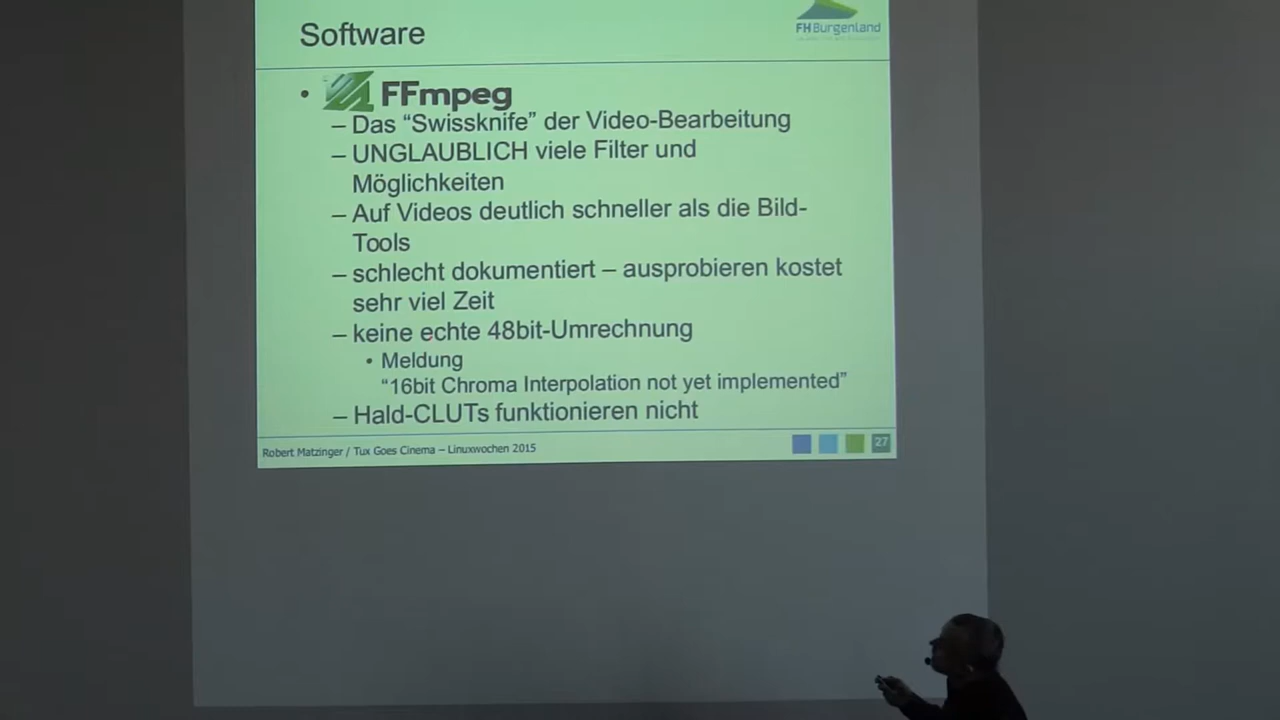 Software
FH Burgenland
• FFmpeg
– Das “Swissknife” der Video-Bearbeitung
– UNGLAUBLICH viele Filter und
Möglichkeiten
– Auf Videos deutlich schneller als die Bild-
Tools
– schlecht dokumentiert – ausprobieren kostet
sehr viel Zeit
– keine echte 48bit-Umrechnung
• Meldung
“16bit Chroma Interpolation not yet implemented”
– Hald-CLUTs funktionieren nicht
Robert Matzinger / Tux Goes Cinema – Linuxwochen 2015
27